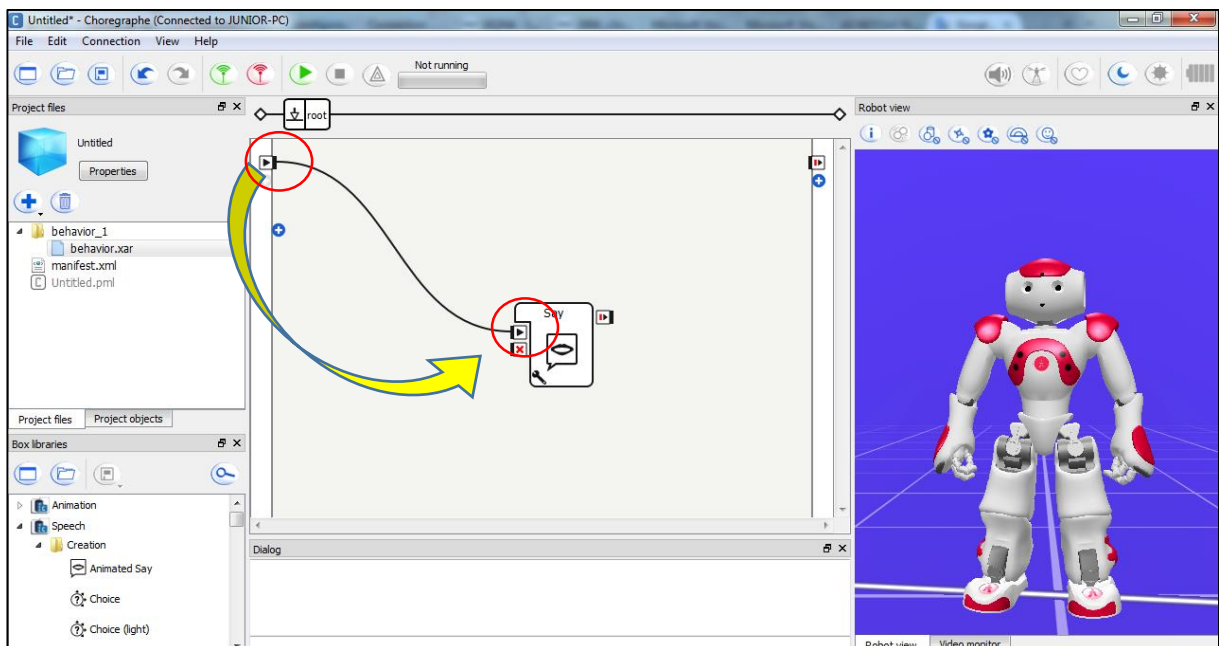 Untitled* - Choregraphe (Connected to JUNIOR-PC)
File Edit Connection View Help
Not running
Project files
Untitled
Properties
behavior_1
behavior.xar
manifest.xml
Untitled.pml
Project files Project objects
Box libraries
Animation
Speech
Creation
Animated Say
Choice
Choice (light)
root
Say
Dialog
Robot view
Robot view Video monitor